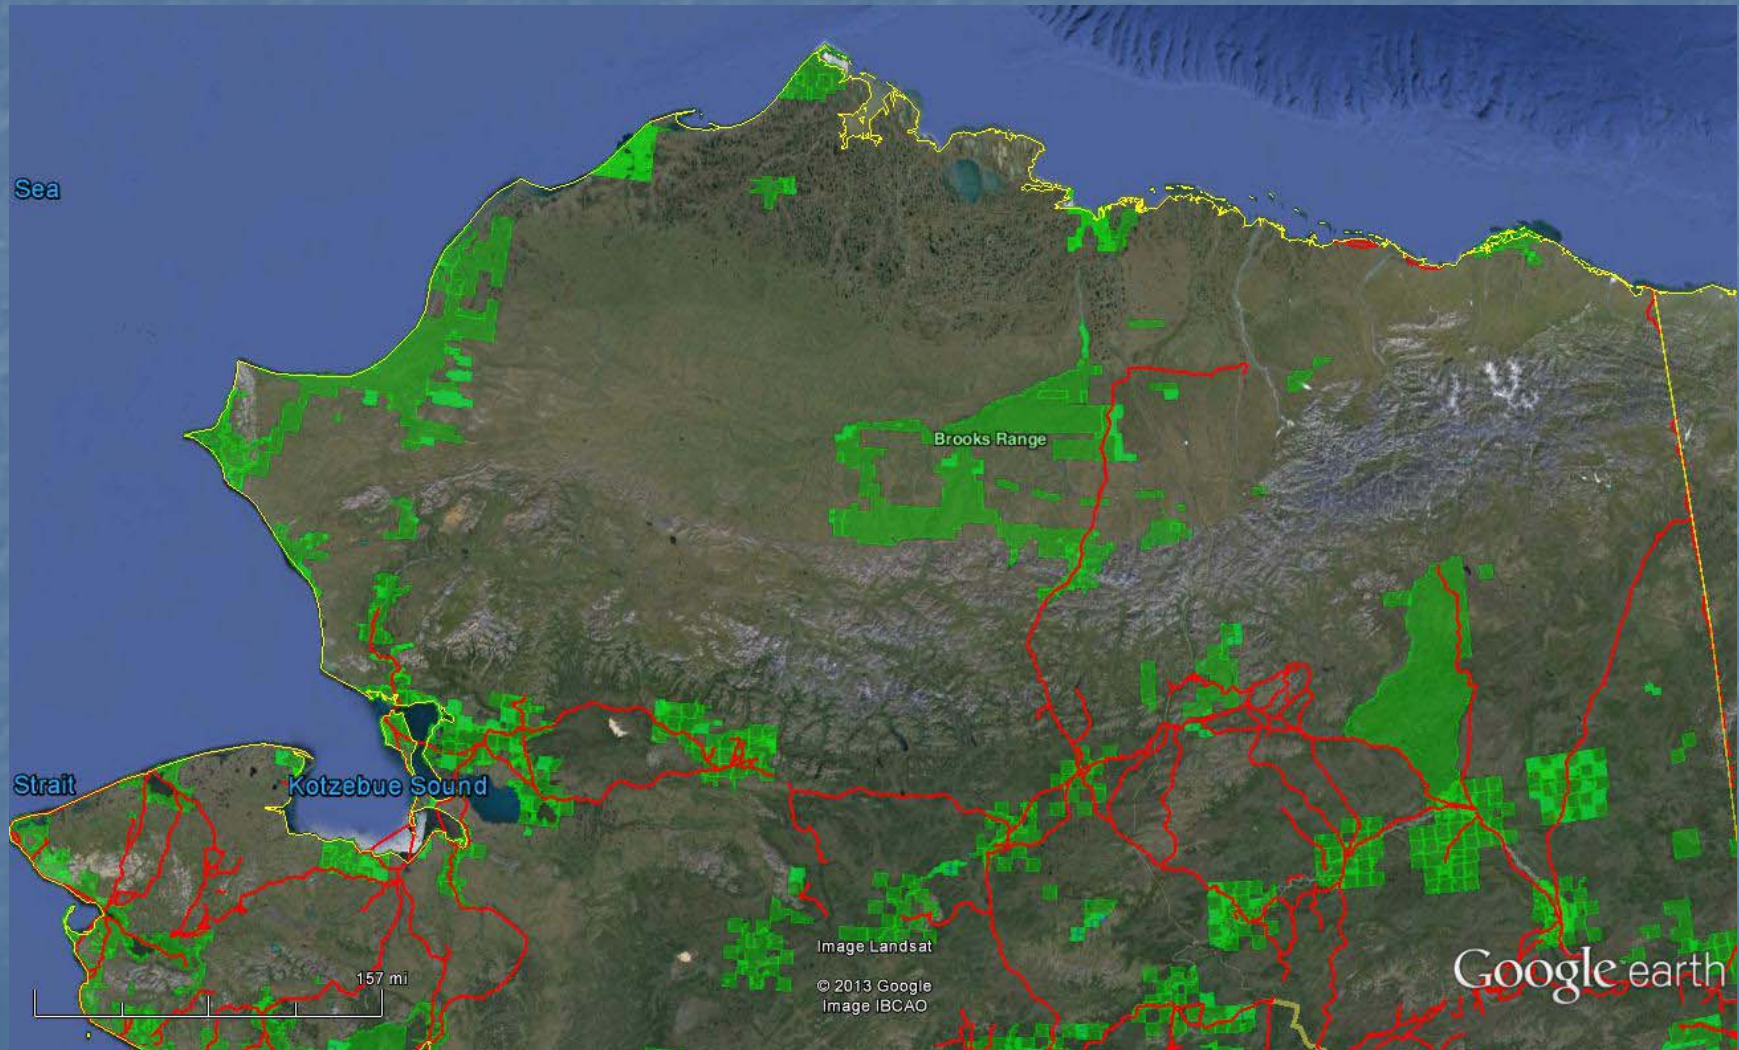 Sea
Brooks Range
Strait
Kotzebue Sound
Image Landsat
157 mi
© 2013 Google
Image IBCAO
Google earth